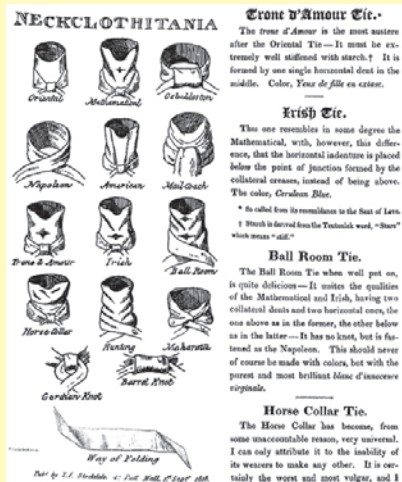 NECKCLOTHITANIA
Oriental
Mathematical
Osbaldeston
Napoleon
American
Mail Coach
Trone d'Amour
Irish
Ball Room
Horse Collar
Hunting
Maharatta
Gordian Knot
Barrel Knot
Way of Folding
Trone d'Amour Tie.
The trone d'Amour is the most austere
after the Oriental Tie—It must be ex-
tremely well stiffened with starch.† It is
formed by one single horizontal dent in the
middle. Color, Yeux de fille en extase.
Irish Tie.
This one resembles in some degree the
Mathematical, with, however, this differ-
ence, that the horizontal indenture is placed
below the point of junction formed by the
collateral creases, instead of being above.
The color, Cerulean Blue.
* So called from its resemblance to the Seat of Love.
† Starch is derived from the Teutonick word, "Starc"
which means "stiff."
Ball Room Tie.
The Ball Room Tie when well put on,
is quite delicious—It unites the qualities
of the Mathematical and Irish, having two
collateral dents and two horizontal ones, the
one above as in the former, the other below
as in the latter—It has no knot, but is fas-
tened as the Napoleon. This should never
of course be made with colors, but with the
purest and most brilliant blanc d'innocence
virginale.
Horse Collar Tie.
The Horse Collar has become, from
some unaccountable reason, very universal.
I can only attribute it to the inability of
its wearers to make any other. It is cer-
tainly the worst and most vulgar, and I